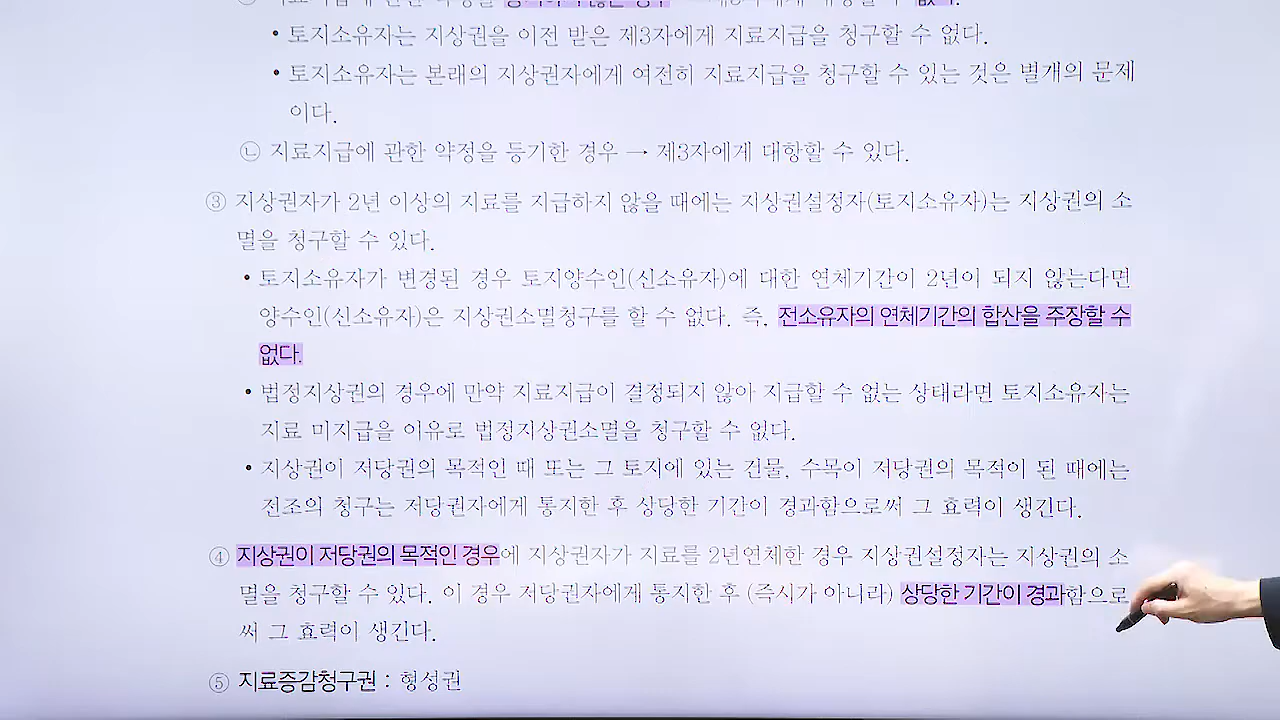 • 토지소유자는 지상권을 이전 받은 제3자에게 지료지급을 청구할 수 없다.
• 토지소유자는 본래의 지상권자에게 여전히 지료지급을 청구할 수 있는 것은 별개의 문제
이다.
㉡ 지료지급에 관한 약정을 등기한 경우 → 제3자에게 대항할 수 있다.
③ 지상권자가 2년 이상의 지료를 지급하지 않을 때에는 지상권설정자(토지소유자)는 지상권의 소
멸을 청구할 수 있다.
• 토지소유자가 변경된 경우 토지양수인(신소유자)에 대한 연체기간이 2년이 되지 않는다면
양수인(신소유자)은 지상권소멸청구를 할 수 없다. 즉, 전소유자의 연체기간의 합산을 주장할 수
없다.
• 법정지상권의 경우에 만약 지료지급이 결정되지 않아 지급할 수 없는 상태라면 토지소유자는
지료 미지급을 이유로 법정지상권소멸을 청구할 수 없다.
• 지상권이 저당권의 목적인 때 또는 그 토지에 있는 건물, 수목이 저당권의 목적이 된 때에는
전조의 청구는 저당권자에게 통지한 후 상당한 기간이 경과함으로써 그 효력이 생긴다.
④ 지상권이 저당권의 목적인 경우에 지상권자가 지료를 2년연체한 경우 지상권설정자는 지상권의 소
멸을 청구할 수 있다. 이 경우 저당권자에게 통지한 후 (즉시가 아니라) 상당한 기간이 경과함으로
써 그 효력이 생긴다.
⑤ 지료증감청구권 : 형성권